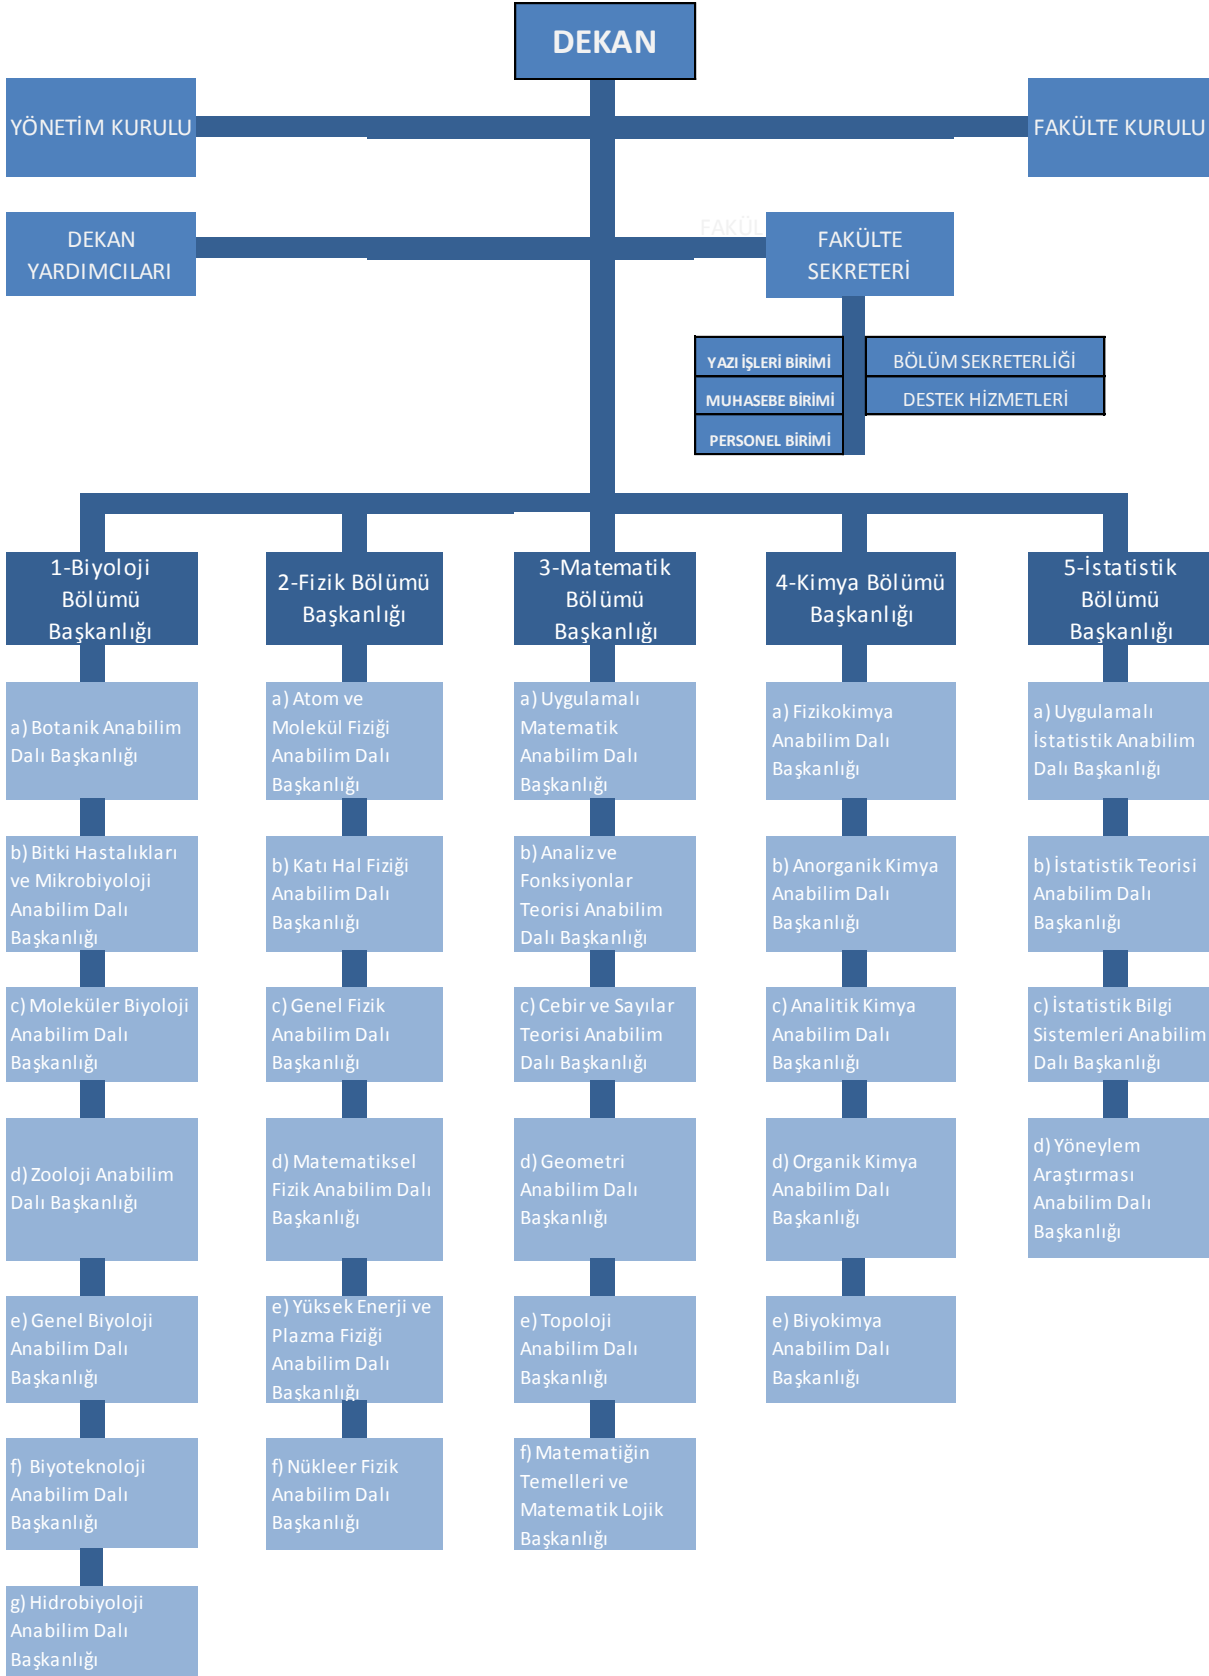 DEKAN
YÖNETİM KURULU
FAKÜLTE KURULU
DEKAN
YARDIMCILARI
FAKÜL
FAKÜLTE
SEKRETERİ
YAZI İŞLERİ BİRİMİ
BÖLÜM SEKRETERLİĞİ
MUHASEBE BİRİMİ
DESTEK HİZMETLERİ
PERSONEL BİRİMİ
1-Biyoloji
Bölümü
Başkanlığı
2-Fizik Bölümü
Başkanlığı
3-Matematik
Bölümü
Başkanlığı
4-Kimya Bölümü
Başkanlığı
5-İstatistik
Bölümü
Başkanlığı
a) Botanik Anabilim
Dalı Başkanlığı
a) Atom ve
Molekül Fiziği
Anabilim Dalı
Başkanlığı
a) Uygulamalı
Matematik
Anabilim Dalı
Başkanlığı
a) Fizikokimya
Anabilim Dalı
Başkanlığı
a) Uygulamalı
İstatistik Anabilim
Dalı Başkanlığı
b) Bitki Hastalıkları
ve Mikrobiyoloji
Anabilim Dalı
Başkanlığı
b) Katı Hal Fiziği
Anabilim Dalı
Başkanlığı
b) Analiz ve
Fonksiyonlar
Teorisi Anabilim
Dalı Başkanlığı
b) Anorganik Kimya
Anabilim Dalı
Başkanlığı
b) İstatistik Teorisi
Anabilim Dalı
Başkanlığı
c) Moleküler Biyoloji
Anabilim Dalı
Başkanlığı
c) Genel Fizik
Anabilim Dalı
Başkanlığı
c) Cebir ve Sayılar
Teorisi Anabilim
Dalı Başkanlığı
c) Analitik Kimya
Anabilim Dalı
Başkanlığı
c) İstatistik Bilgi
Sistemleri Anabilim
Dalı Başkanlığı
d) Zooloji Anabilim
Dalı Başkanlığı
d) Matematiksel
Fizik Anabilim Dalı
Başkanlığı
d) Geometri
Anabilim Dalı
Başkanlığı
d) Organik Kimya
Anabilim Dalı
Başkanlığı
d) Yöneylem
Araştırması
Anabilim Dalı
Başkanlığı
e) Genel Biyoloji
Anabilim Dalı
Başkanlığı
e) Yüksek Enerji ve
Plazma Fiziği
Anabilim Dalı
Başkanlığı
e) Topoloji
Anabilim Dalı
Başkanlığı
e) Biyokimya
Anabilim Dalı
Başkanlığı
f) Biyoteknoloji
Anabilim Dalı
Başkanlığı
f) Nükleer Fizik
Anabilim Dalı
Başkanlığı
f) Matematiğin
Temelleri ve
Matematik Lojik
Başkanlığı
g) Hidrobiyoloji
Anabilim Dalı
Başkanlığı